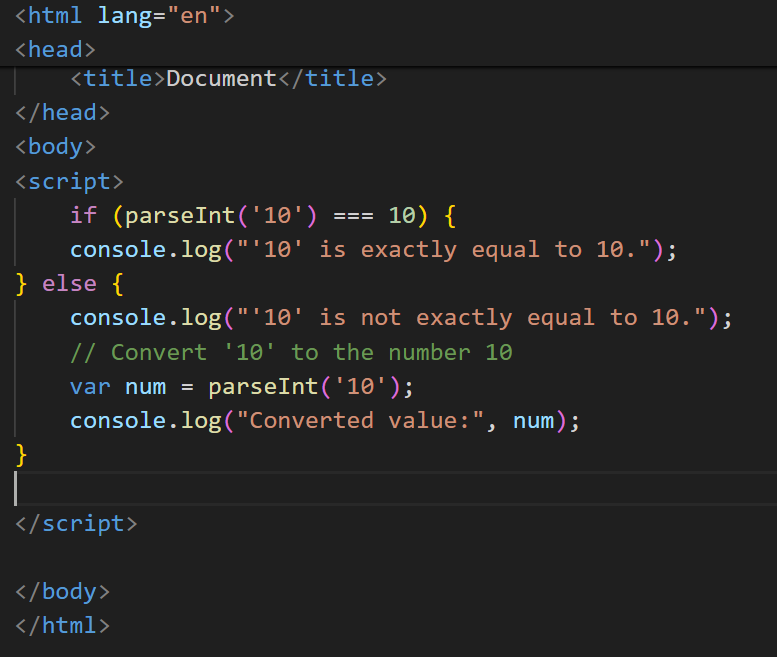 <html lang="en">
<head>
    <title>Document</title>
</head>
<body>
<script>
    if (parseInt('10') === 10) {
    console.log("'10' is exactly equal to 10.");
} else {
    console.log("'10' is not exactly equal to 10.");
    // Convert '10' to the number 10
    var num = parseInt('10');
    console.log("Converted value:", num);
}
</script>
</body>
</html>